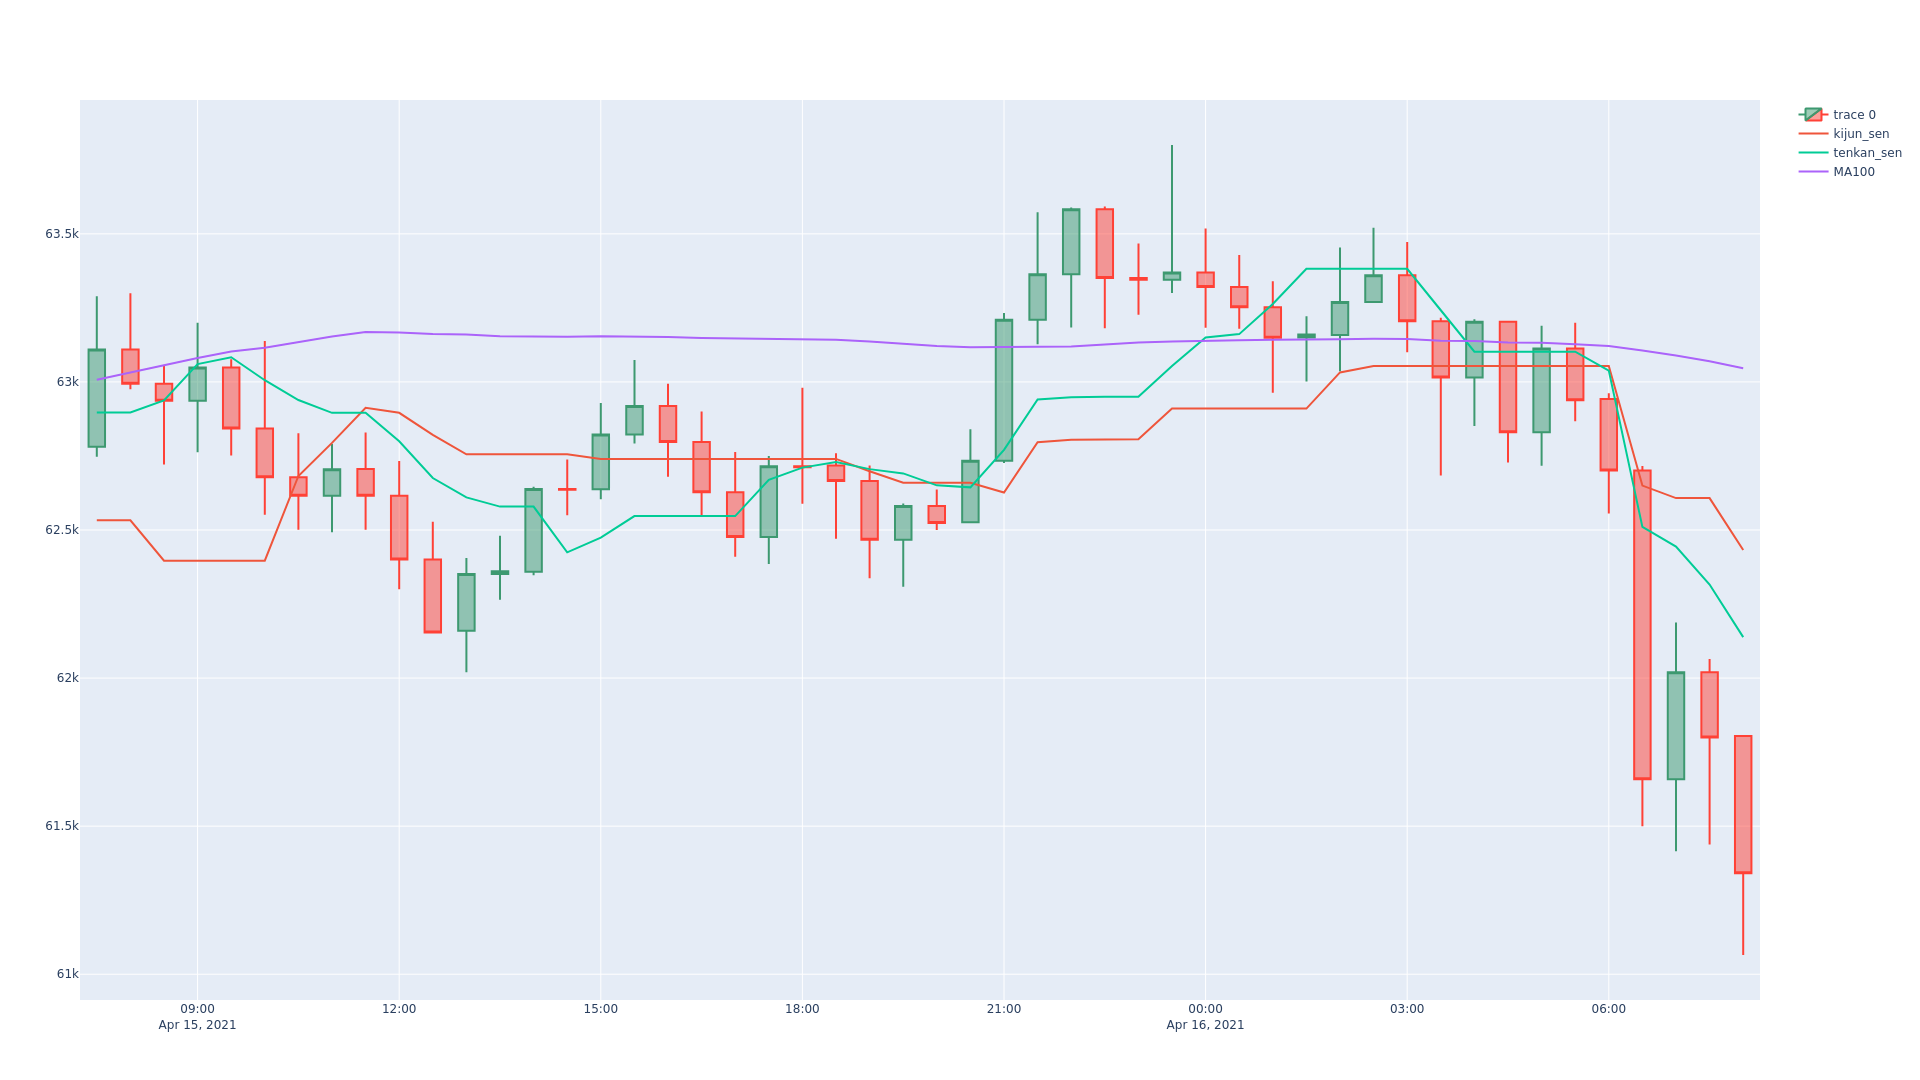 trace 0
kijun_sen
tenkan_sen
MA100
63.5k
63k
62.5k
62k
61.5k
61k
09:00 12:00 15:00 18:00 21:00 00:00 03:00 06:00
Apr 15, 2021 Apr 16, 2021